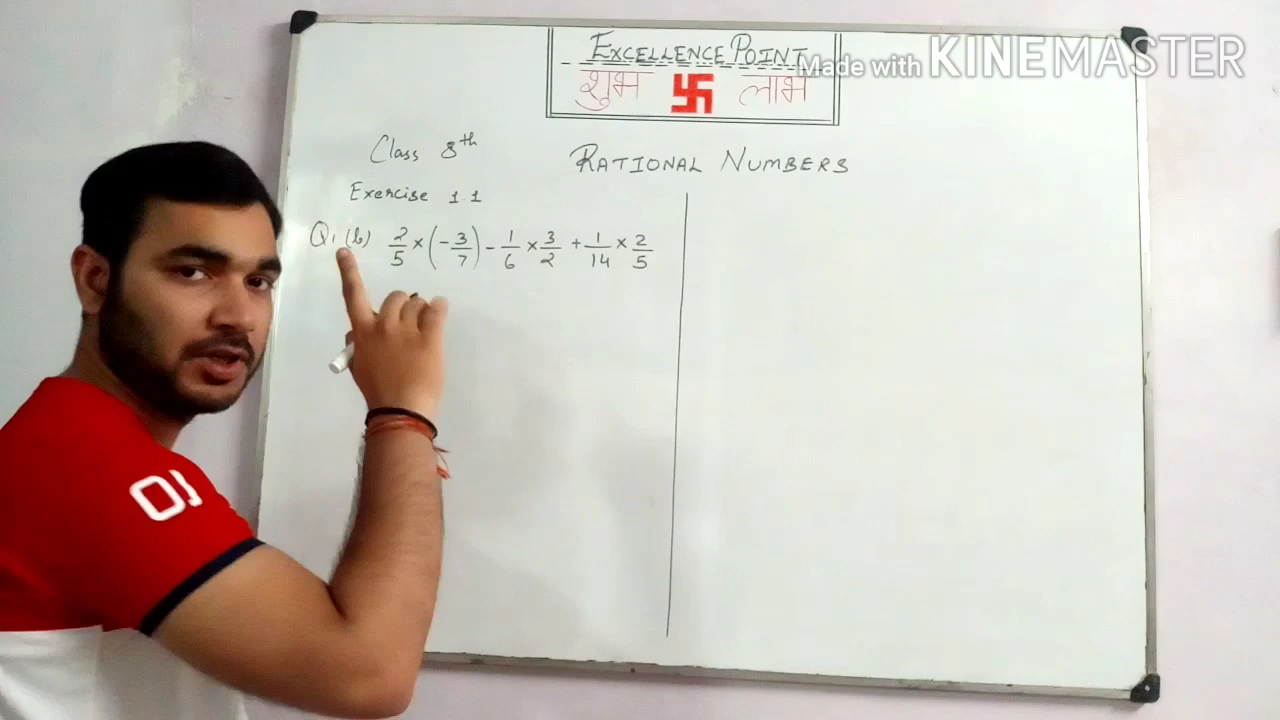 EXCELLENCE POINT
Made with KINEMASTER
शुभ 卐 लाभ
Class 8th
RATIONAL NUMBERS
Exercise 1.1
Q1 (b) 2/5 × (-3/7) - 1/6 × 3/2 + 1/14 × 2/5